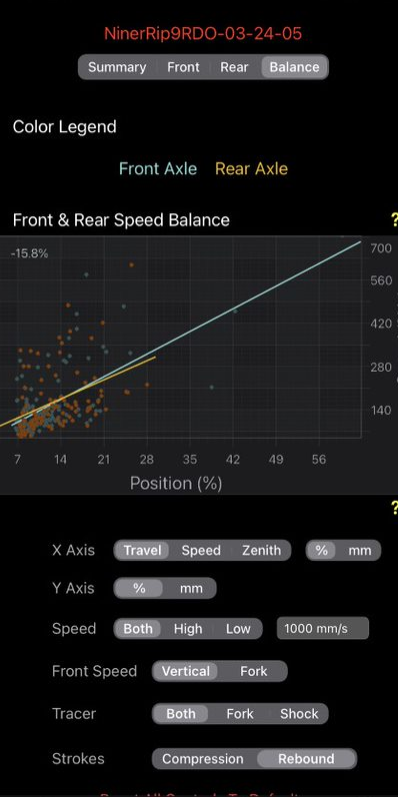 NinerRip9RDO-03-24-05
Summary Front Rear Balance
Color Legend
Front Axle Rear Axle
Front & Rear Speed Balance ?
-15.8%
700
560
420
280
140
7 14 21 28 35 42 49 56
Position (%)
?
X Axis Travel Speed Zenith % mm
Y Axis % mm
Speed Both High Low 1000 mm/s
Front Speed Vertical Fork
Tracer Both Fork Shock
Strokes Compression Rebound